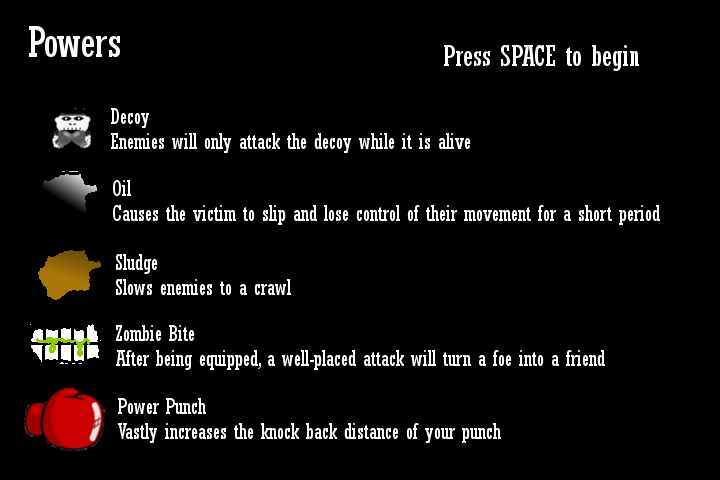 Powers
Press SPACE to begin
Decoy
Enemies will only attack the decoy while it is alive
Oil
Causes the victim to slip and lose control of their movement for a short period
Sludge
Slows enemies to a crawl
Zombie Bite
After being equipped, a well-placed attack will turn a foe into a friend
Power Punch
Vastly increases the knock back distance of your punch